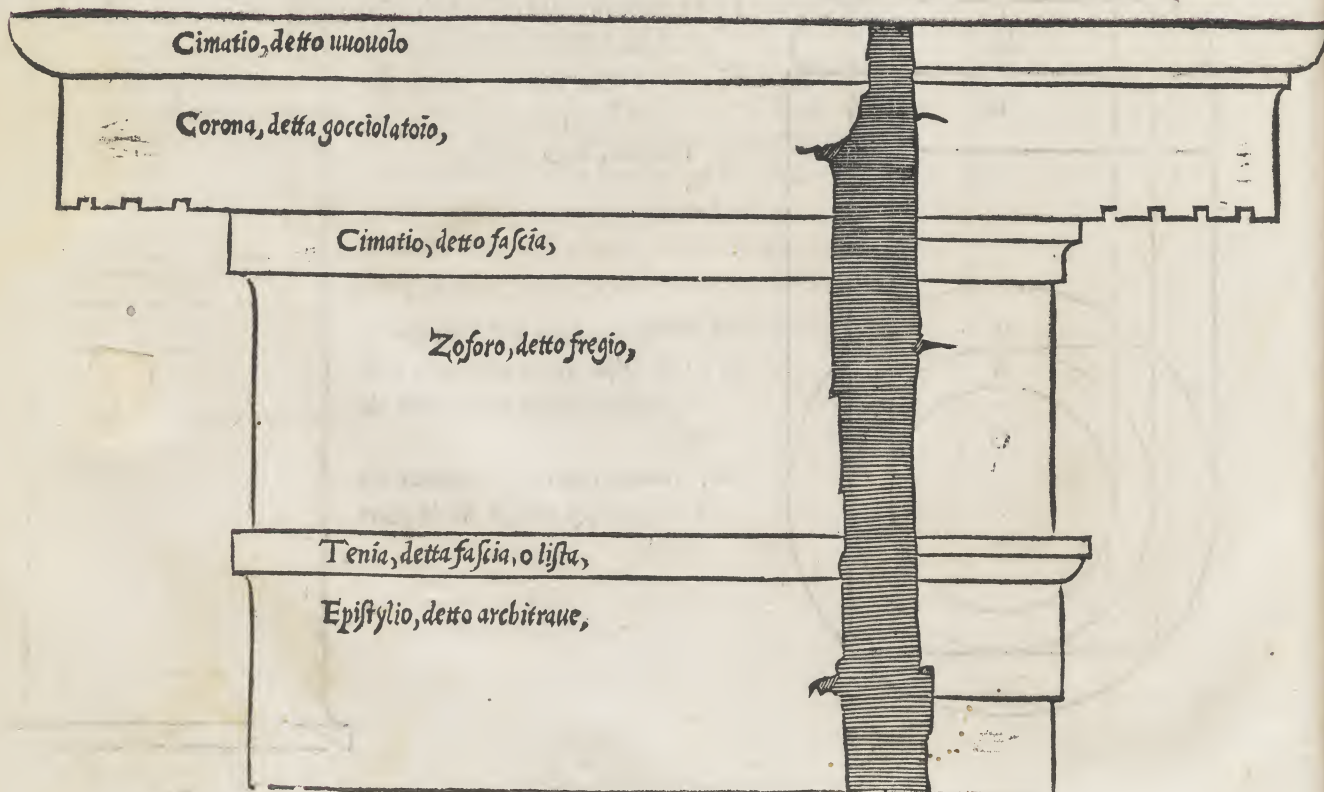 Cimatio, detto uuouolo
Corona, detta gocciolatoio,
Cimatio, detto faſcia,
Zoforo, detto fregio,
Tenia, detta faſcia, o liſta,
Epiſtylio, detto architraue,